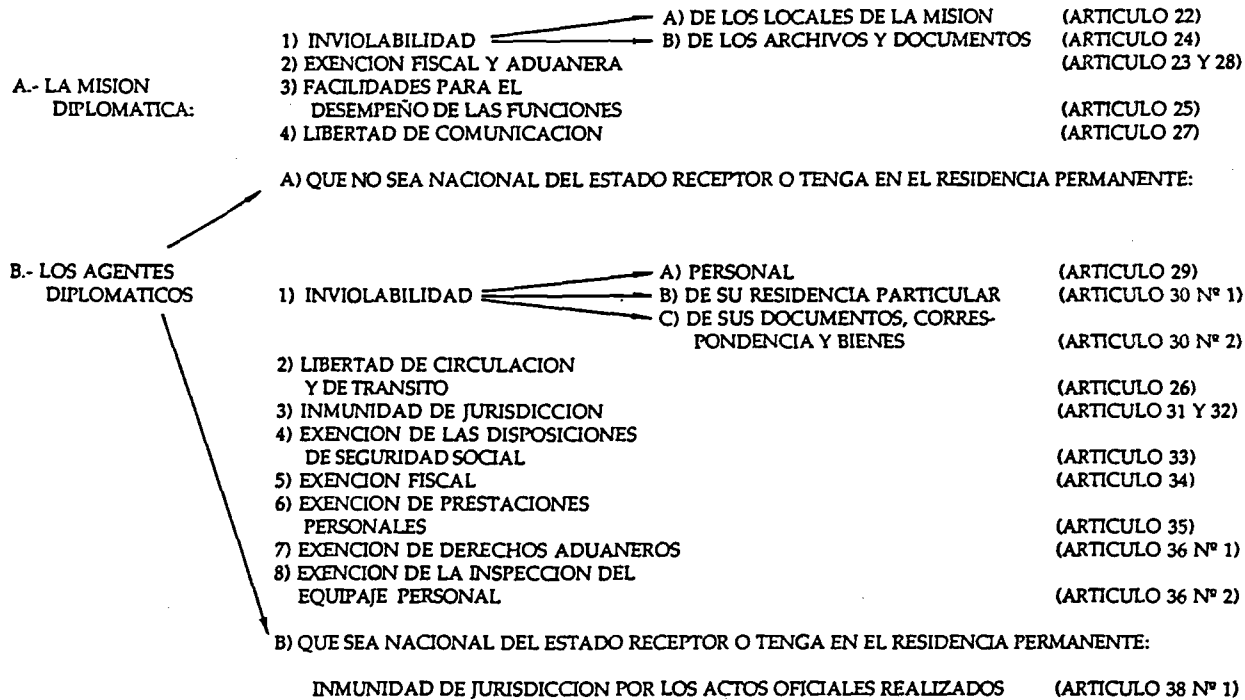 A) DE LOS LOCALES DE LA MISION (ARTICULO 22)
1) INVIOLABILIDAD B) DE LOS ARCHIVOS Y DOCUMENTOS (ARTICULO 24)
2) EXENCION FISCAL Y ADUANERA (ARTICULO 23 Y 28)
A.- LA MISION 3) FACILIDADES PARA EL
DIPLOMATICA: DESEMPEÑO DE LAS FUNCIONES (ARTICULO 25)
4) LIBERTAD DE COMUNICACION (ARTICULO 27)
A) QUE NO SEA NACIONAL DEL ESTADO RECEPTOR O TENGA EN EL RESIDENCIA PERMANENTE:
B.- LOS AGENTES A) PERSONAL (ARTICULO 29)
DIPLOMATICOS 1) INVIOLABILIDAD B) DE SU RESIDENCIA PARTICULAR (ARTICULO 30 Nº 1)
C) DE SUS DOCUMENTOS, CORRES-
PONDENCIA Y BIENES (ARTICULO 30 Nº 2)
2) LIBERTAD DE CIRCULACION
Y DE TRANSITO (ARTICULO 26)
3) INMUNIDAD DE JURISDICCION (ARTICULO 31 Y 32)
4) EXENCION DE LAS DISPOSICIONES
DE SEGURIDAD SOCIAL (ARTICULO 33)
5) EXENCION FISCAL (ARTICULO 34)
6) EXENCION DE PRESTACIONES
PERSONALES (ARTICULO 35)
7) EXENCION DE DERECHOS ADUANEROS (ARTICULO 36 Nº 1)
8) EXENCION DE LA INSPECCION DEL
EQUIPAJE PERSONAL (ARTICULO 36 Nº 2)
B) QUE SEA NACIONAL DEL ESTADO RECEPTOR O TENGA EN EL RESIDENCIA PERMANENTE:
INMUNIDAD DE JURISDICCION POR LOS ACTOS OFICIALES REALIZADOS (ARTICULO 38 Nº 1)